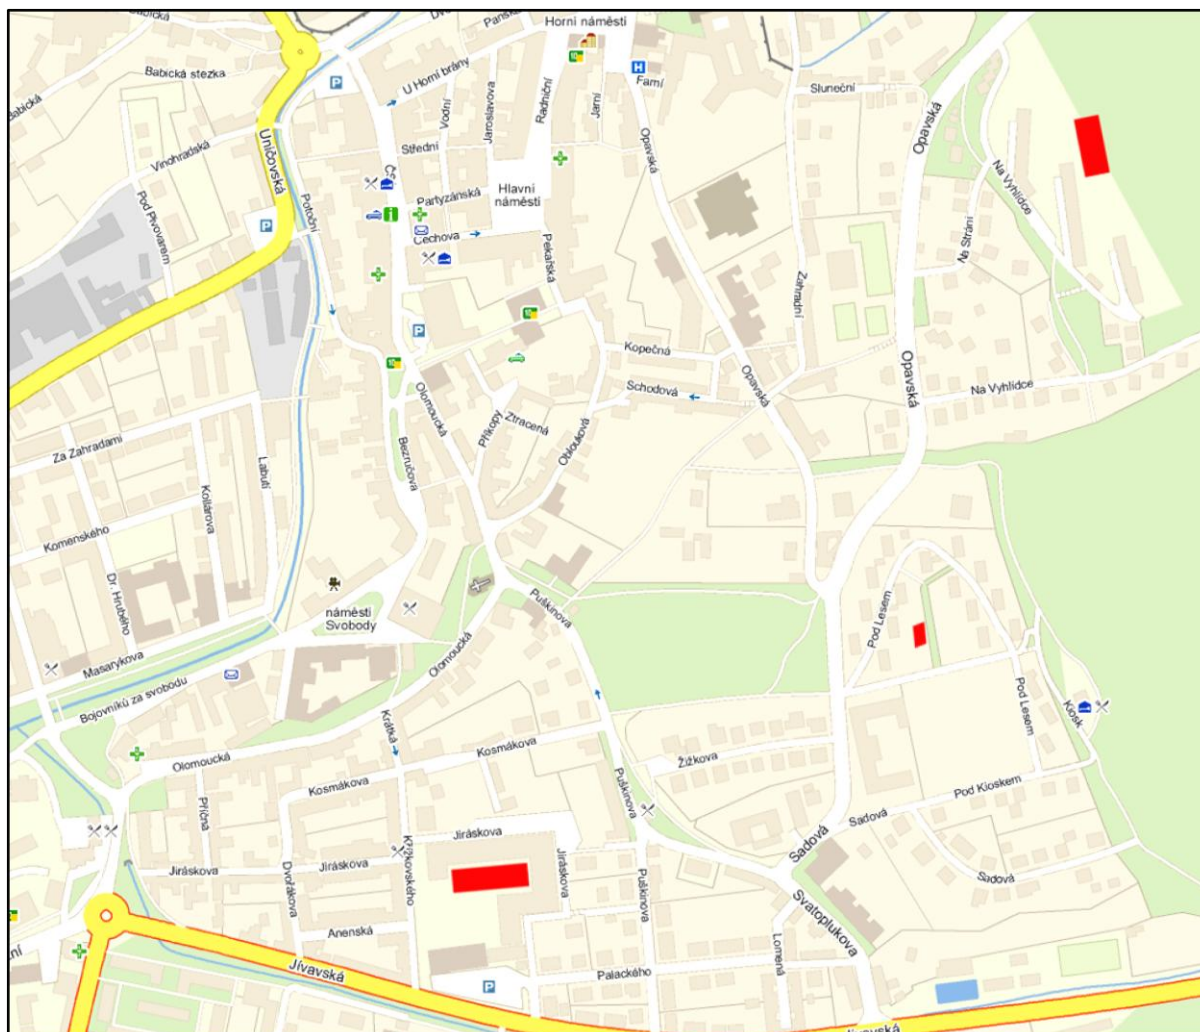 Horní náměstí
Panská
Babická stezka
U Horní brány
Babická
Vodní
Jaroslavova
Radniční
Jarní
Farní
Sluneční
Opavská
Opavská
Uničovská
Vinohradská
Střední
Pod Pivovarem
Potoční
Partyzánská
Hlavní
náměstí
Čechova
Pekařská
Na Vyhlídce
Na Strání
Zahradní
Kopečná
Opavská
Opavská
Schodová
Na Vyhlídce
Olomoucká
Příkopy
Ztracená
Oblouková
Bezručova
Za Zahradami
Labutí
Kollárova
Komenského
Dr. Hrubého
náměstí
Svobody
Puškinova
Pod Lesem
Masarykova
Olomoucká
Bojovníků za svobodu
Pod Lesem
Kiosk
Krátká
Kosmákova
Olomoucká
Žižkova
Kosmákova
Puškinova
Pod Kioskem
Příčná
Sadová
Sadová
Jiráskova
Křížkovského
Jiráskova
Jiráskova
Jiráskova
Dvořákova
Puškinova
Sadová
Svatoplukova
Anenská
Lomená
Jívavská
Palackého
Jívavská